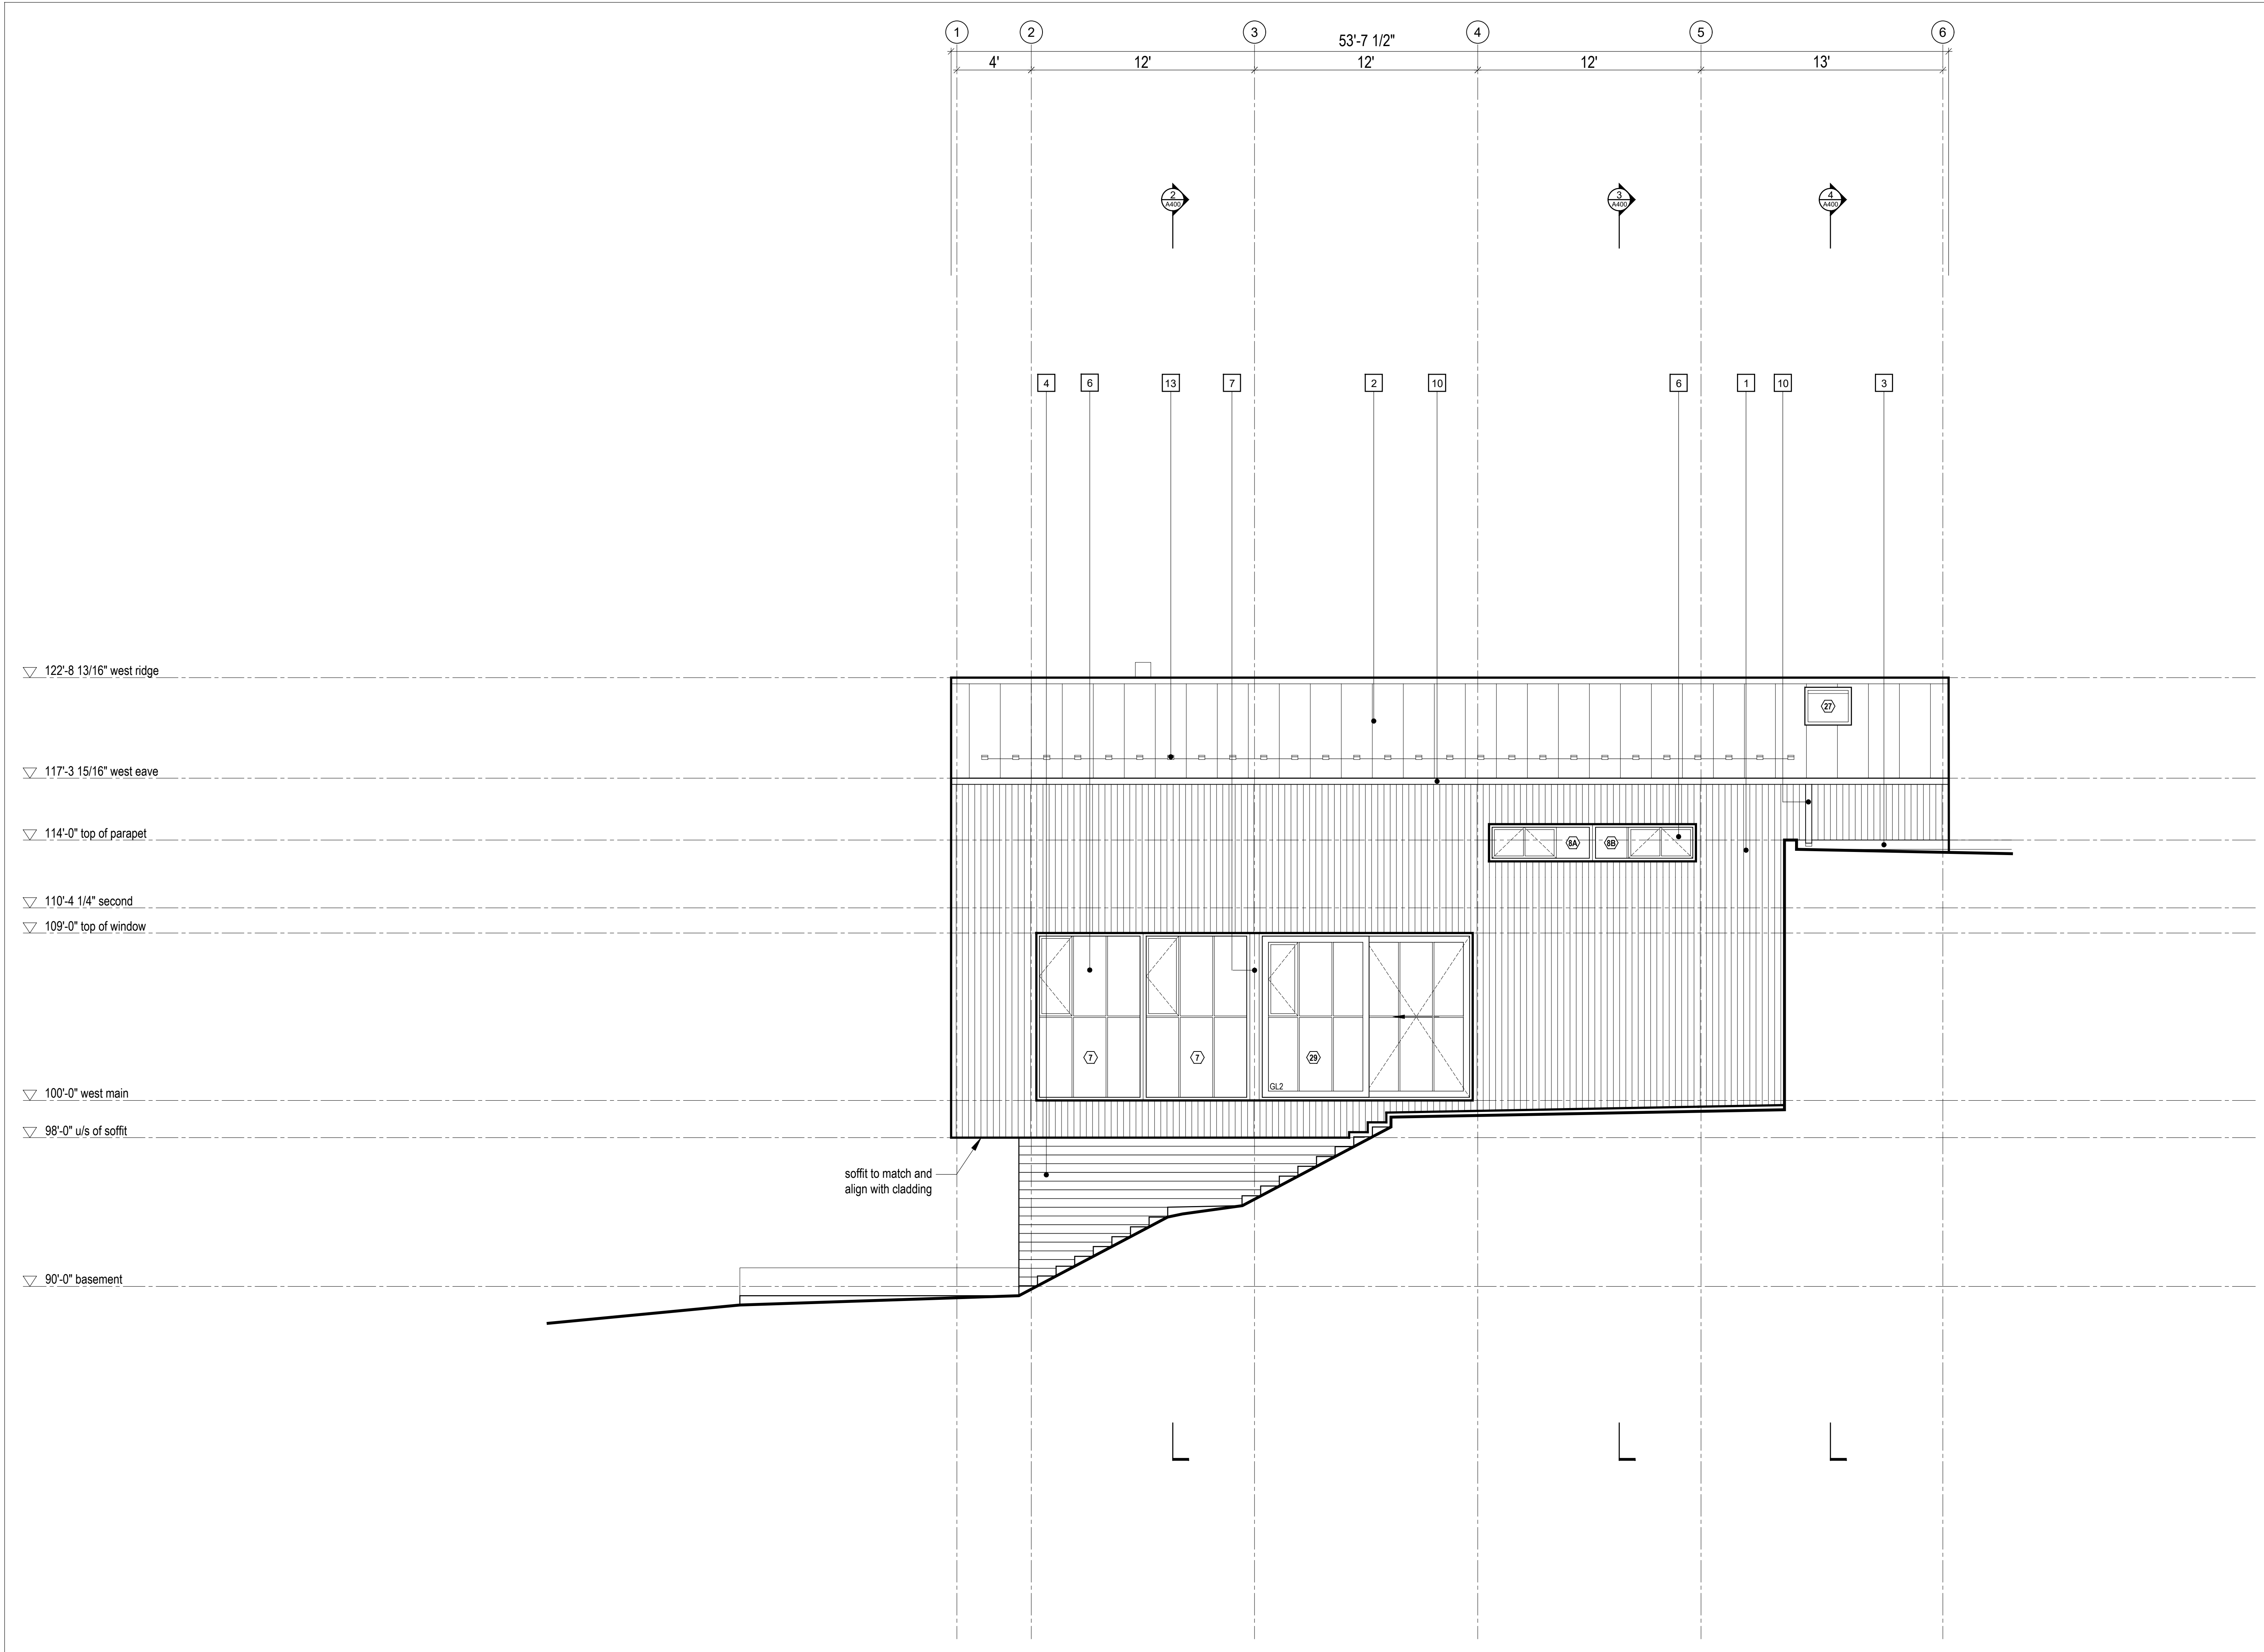 1 2 3 4 5 6
53'-7 1/2"
4' 12' 12' 12' 13'
2 3 4
A400 A400 A400
4 6 13 7 2 10 6 1 10 3
122'-8 13/16" west ridge
27
117'-3 15/16" west eave
114'-0" top of parapet
8A 8B
110'-4 1/4" second
109'-0" top of window
7 7 29
GL2
100'-0" west main
98'-0" u/s of soffit
soffit to match and
align with cladding
90'-0" basement